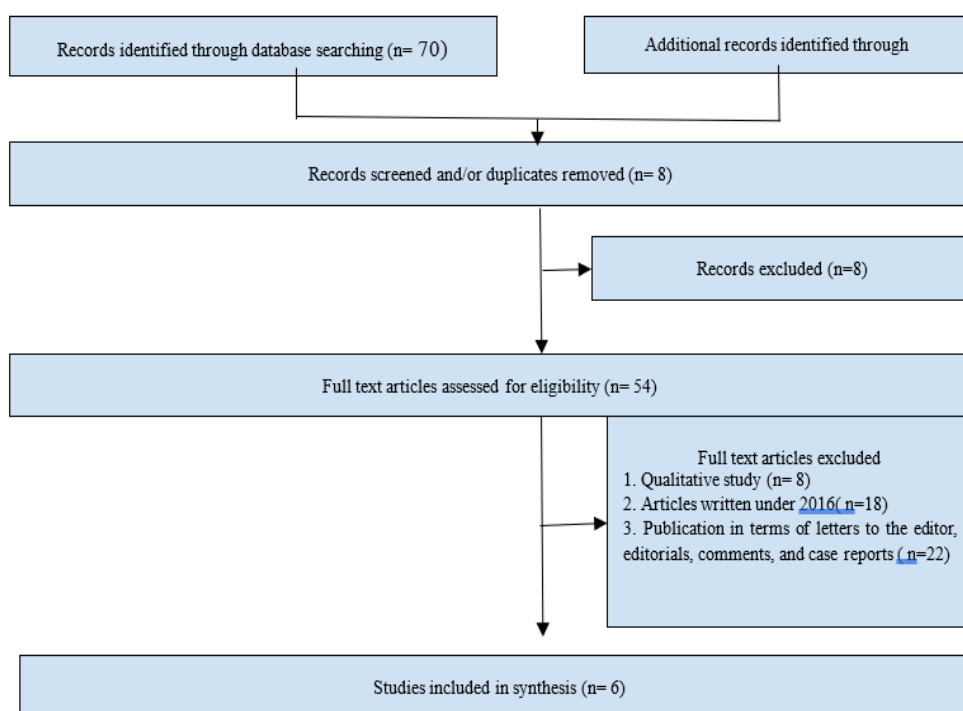 Records identified through database searching (n= 70)
Additional records identified through
Records screened and/or duplicates removed (n= 8)
Records excluded (n=8)
Full text articles assessed for eligibility (n= 54)
Full text articles excluded
1. Qualitative study (n= 8)
2. Articles written under 2016( n=18)
3. Publication in terms of letters to the editor,
editorials, comments, and case reports ( n=22)
Studies included in synthesis (n= 6)